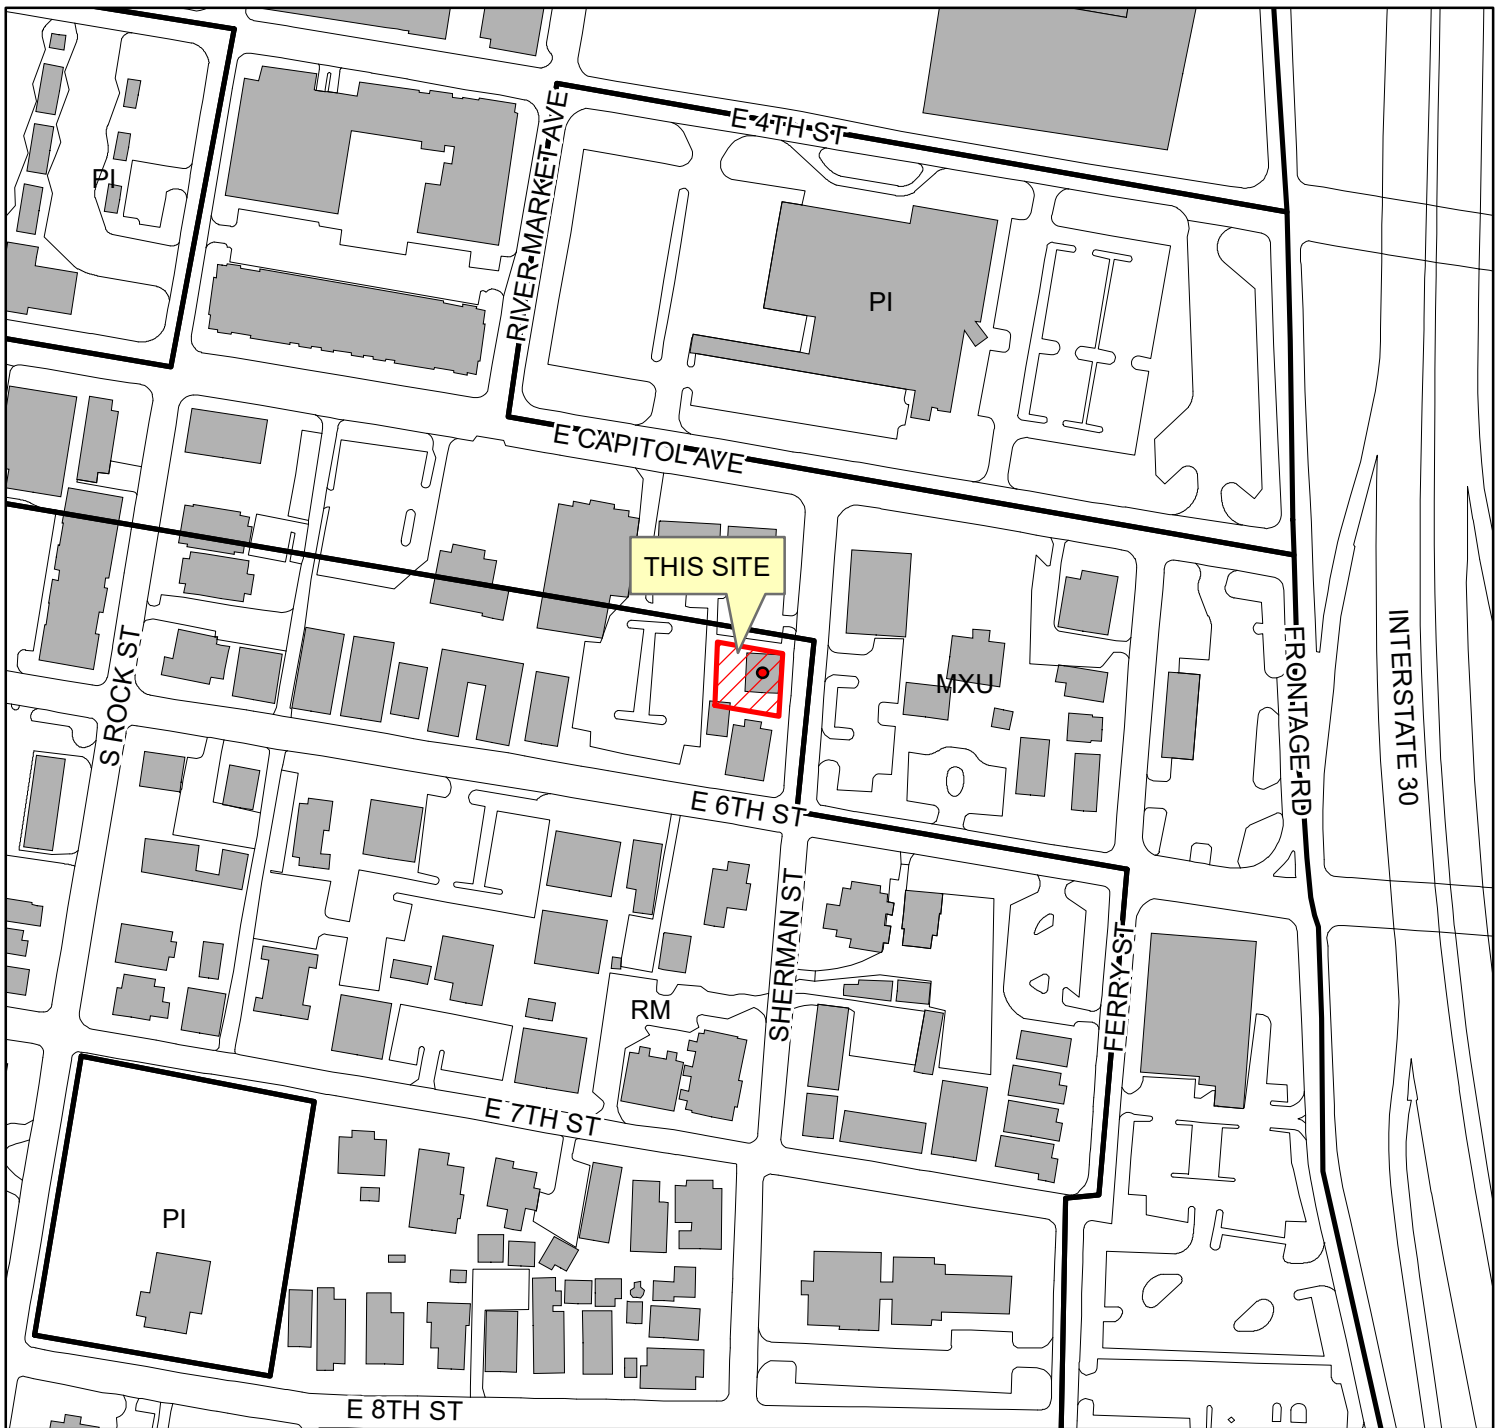 E 4TH ST
RIVER MARKET AVE
PI
PI
E CAPITOL AVE
THIS SITE
MXU
S ROCK ST
FRONTAGE RD
INTERSTATE 30
E 6TH ST
SHERMAN ST
FERRY ST
RM
E 7TH ST
PI
E 8TH ST